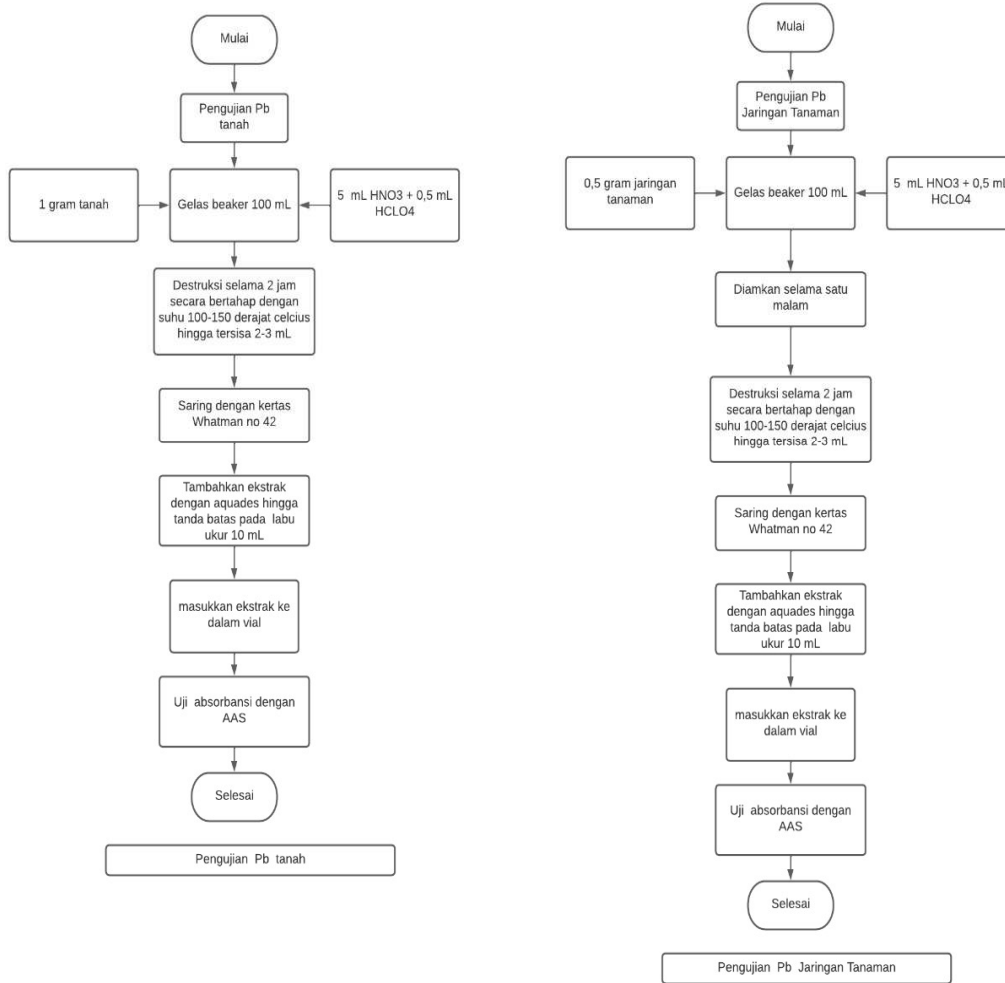 Mulai
Pengujian Pb
tanah
1 gram tanah
Gelas beaker 100 mL
5 mL HNO3 + 0,5 mL
HCLO4
Destruksi selama 2 jam
secara bertahap dengan
suhu 100-150 derajat celcius
hingga tersisa 2-3 mL
Saring dengan kertas
Whatman no 42
Tambahkan ekstrak
dengan aquades hingga
tanda batas pada labu
ukur 10 mL
masukkan ekstrak ke
dalam vial
Uji absorbansi dengan
AAS
Selesai
Pengujian Pb tanah
Mulai
Pengujian Pb
Jaringan Tanaman
0,5 gram jaringan
tanaman
Gelas beaker 100 mL
5 mL HNO3 + 0,5 mL
HCLO4
Diamkan selama satu
malam
Destruksi selama 2 jam
secara bertahap dengan
suhu 100-150 derajat celcius
hingga tersisa 2-3 mL
Saring dengan kertas
Whatman no 42
Tambahkan ekstrak
dengan aquades hingga
tanda batas pada labu
ukur 10 mL
masukkan ekstrak ke
dalam vial
Uji absorbansi dengan
AAS
Selesai
Pengujian Pb Jaringan Tanaman